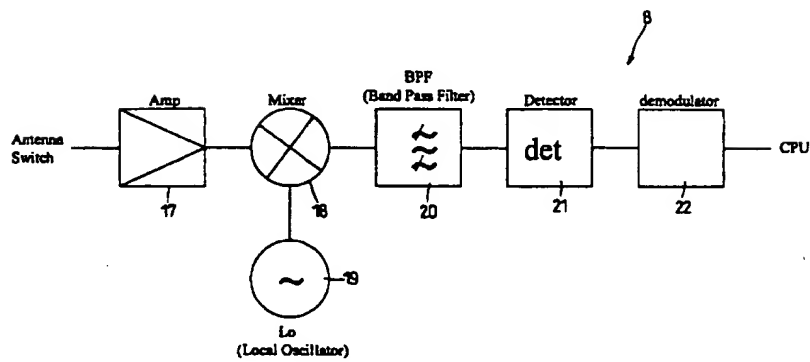 8
BPF
(Band Pass Filter)
Amp
Mixer
Detector
demodulator
Antenna
Switch
det
CPU
17
18
20
21
22
19
Lo
(Local Oscillator)